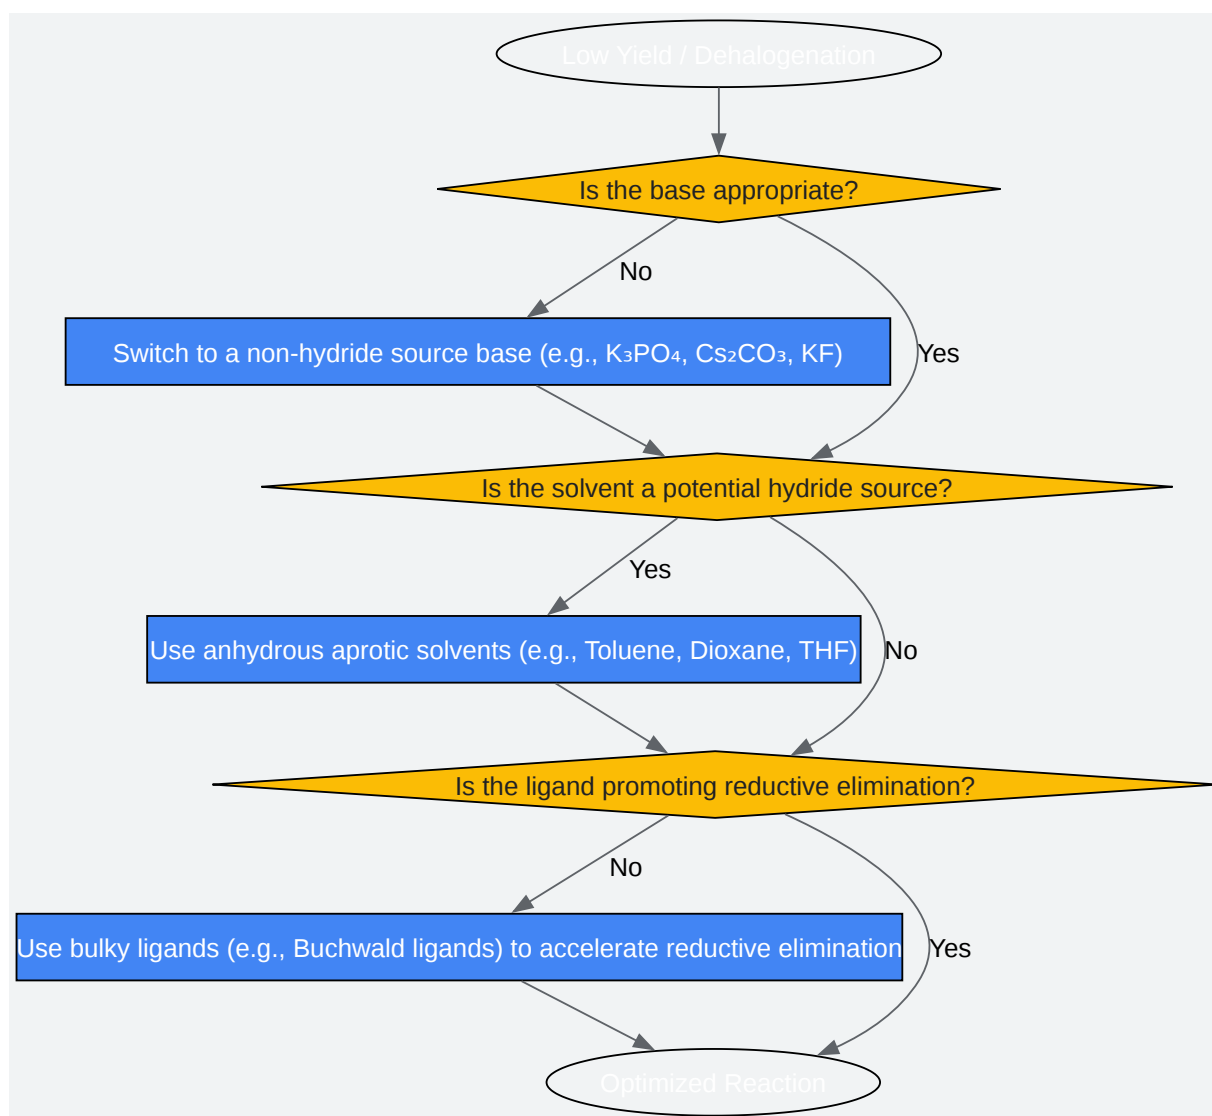 Low Yield / Dehalogenation
Is the base appropriate?
No
Switch to a non-hydride source base (e.g., K₃PO₄, Cs₂CO₃, KF)
Yes
Is the solvent a potential hydride source?
Yes
Use anhydrous aprotic solvents (e.g., Toluene, Dioxane, THF)
No
Is the ligand promoting reductive elimination?
No
Use bulky ligands (e.g., Buchwald ligands) to accelerate reductive elimination
Yes
Optimized Reaction